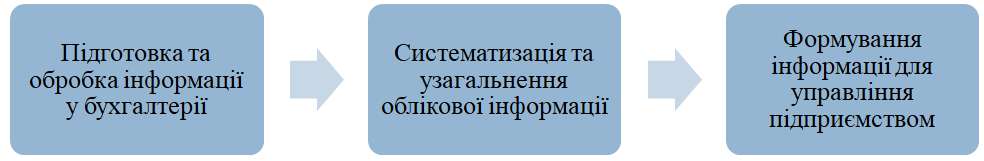 Підготовка та
обробка інформації
у бухгалтерії
Систематизація та
узагальнення
облікової інформації
Формування
інформації для
управління
підприємством